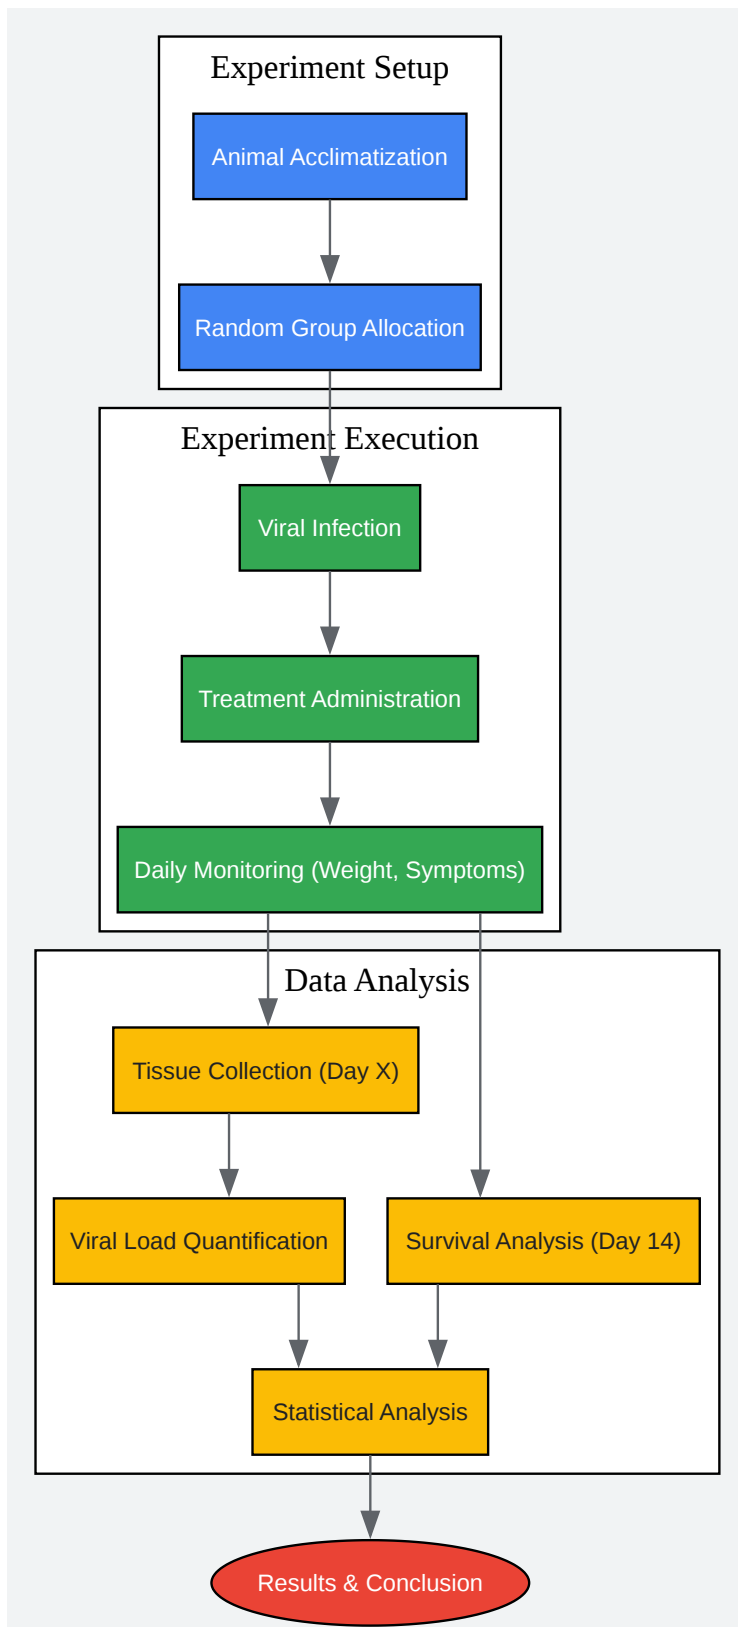 Experiment Setup
Animal Acclimatization
Random Group Allocation
Experiment Execution
Viral Infection
Treatment Administration
Daily Monitoring (Weight, Symptoms)
Data Analysis
Tissue Collection (Day X)
Viral Load Quantification
Survival Analysis (Day 14)
Statistical Analysis
Results & Conclusion